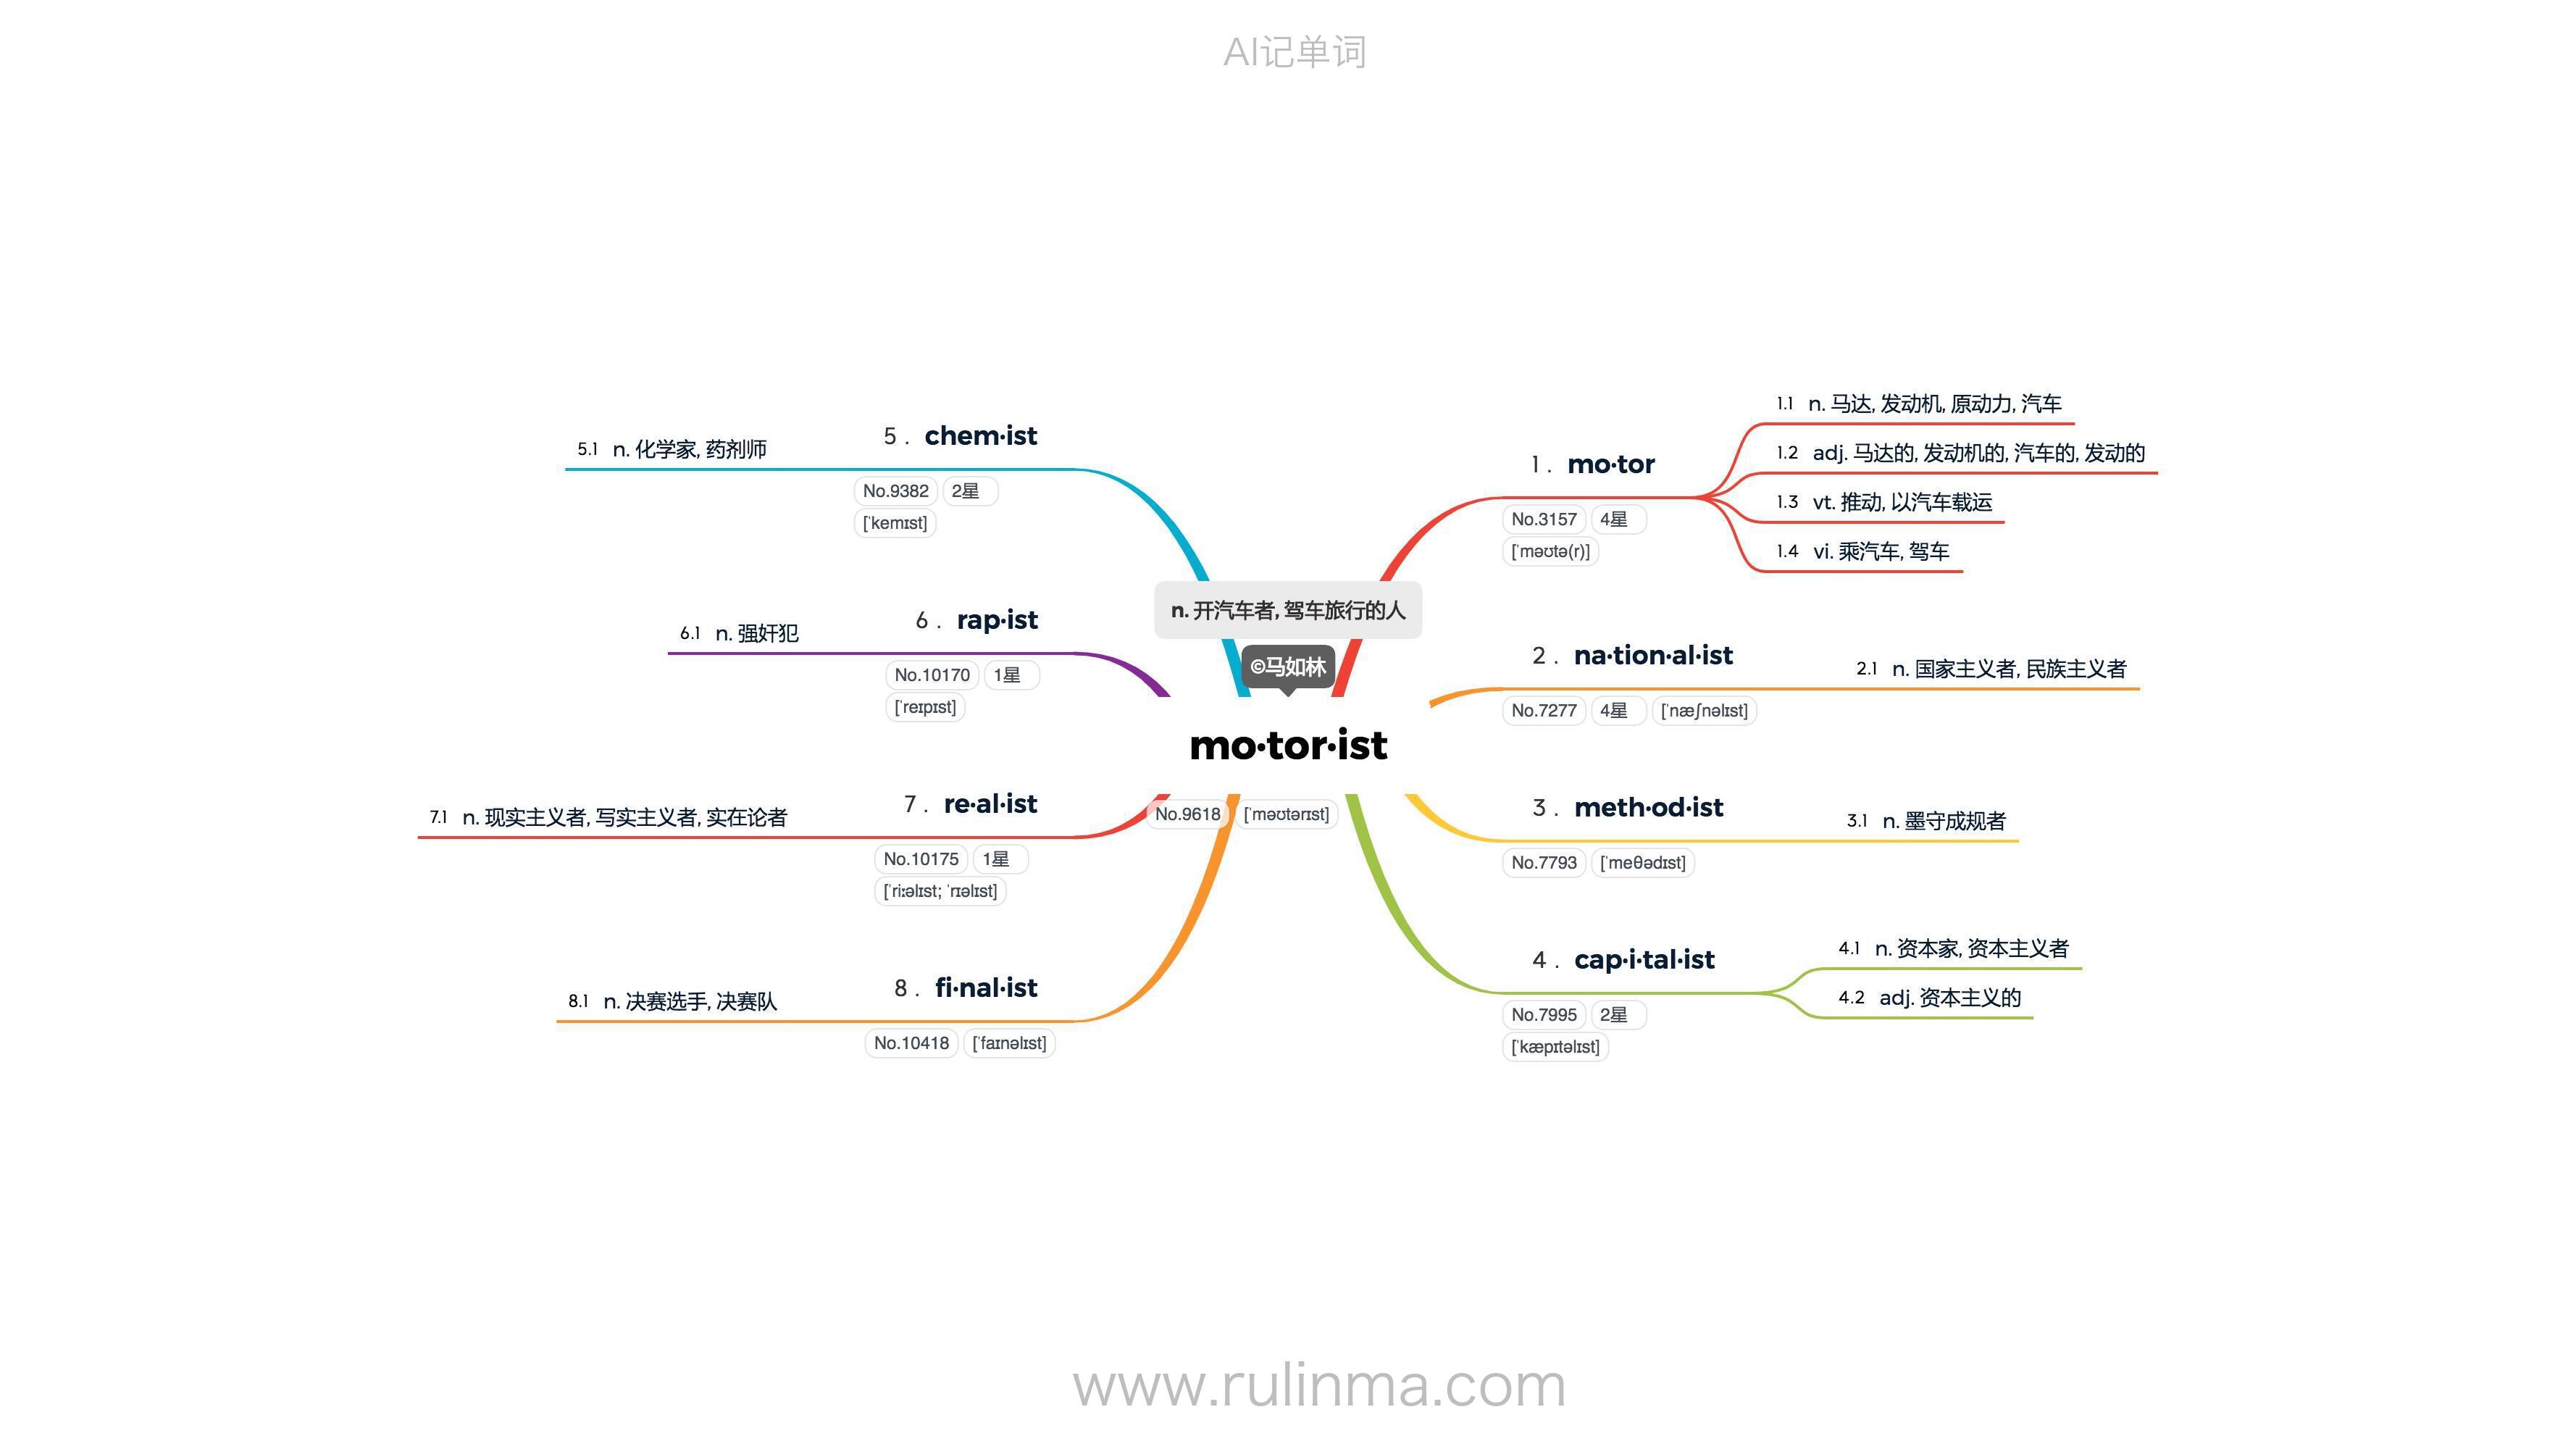 AI记单词
n. 开汽车者, 驾车旅行的人
©马如林
mo·tor·ist
No.9618 [ˈməʊtərɪst]
1 . mo·tor
No.3157 4星
[ˈməʊtə(r)]
1.1 n. 马达, 发动机, 原动力, 汽车
1.2 adj. 马达的, 发动机的, 汽车的, 发动的
1.3 vt. 推动, 以汽车载运
1.4 vi. 乘汽车, 驾车
2 . na·tion·al·ist
No.7277 4星 [ˈnæʃnəlɪst]
2.1 n. 国家主义者, 民族主义者
3 . meth·od·ist
No.7793 [ˈmeθədɪst]
3.1 n. 墨守成规者
4 . cap·i·tal·ist
No.7995 2星
[ˈkæpɪtəlɪst]
4.1 n. 资本家, 资本主义者
4.2 adj. 资本主义的
5 . chem·ist
No.9382 2星
[ˈkemɪst]
5.1 n. 化学家, 药剂师
6 . rap·ist
No.10170 1星
[ˈreɪpɪst]
6.1 n. 强奸犯
7 . re·al·ist
No.10175 1星
[ˈriːəlɪst; ˈrɪəlɪst]
7.1 n. 现实主义者, 写实主义者, 实在论者
8 . fi·nal·ist
No.10418 [ˈfaɪnəlɪst]
8.1 n. 决赛选手, 决赛队
www.rulinma.com